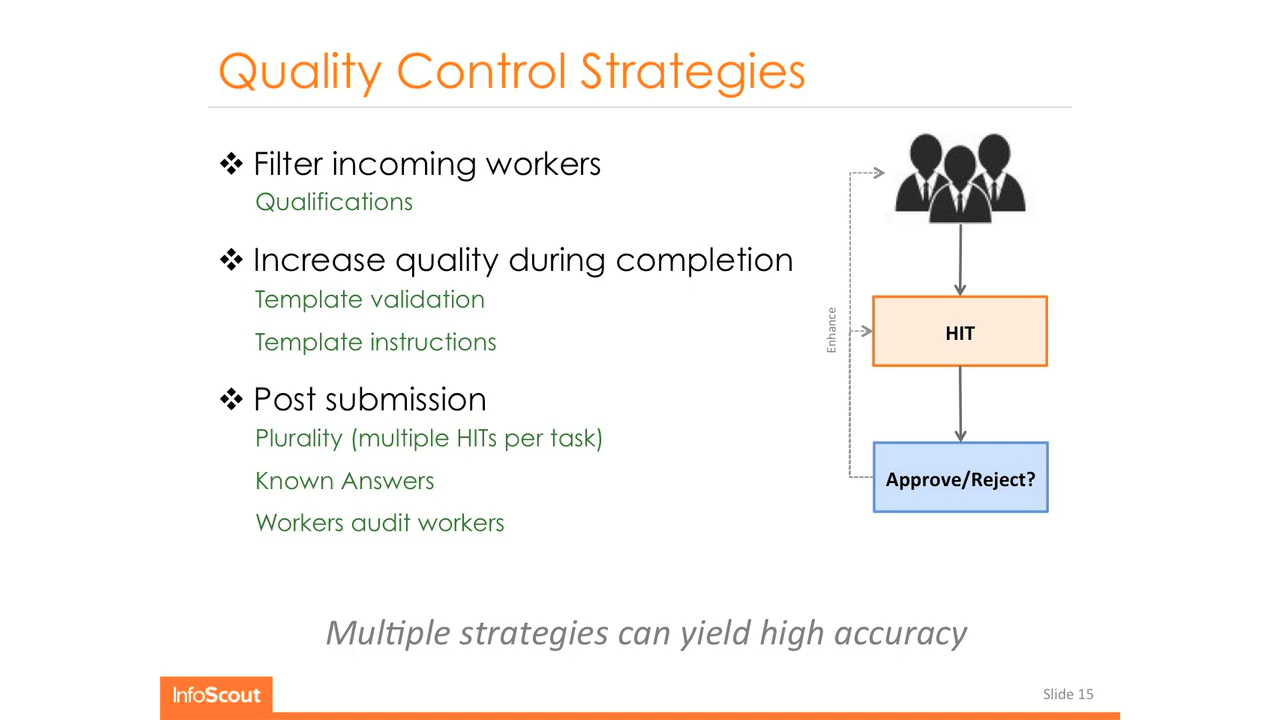 Quality Control Strategies
❖ Filter incoming workers
Qualifications
❖ Increase quality during completion
Template validation
Template instructions
❖ Post submission
Plurality (multiple HITs per task)
Known Answers
Workers audit workers
Enhance
HIT
Approve/Reject?
Multiple strategies can yield high accuracy
InfoScout
Slide 15